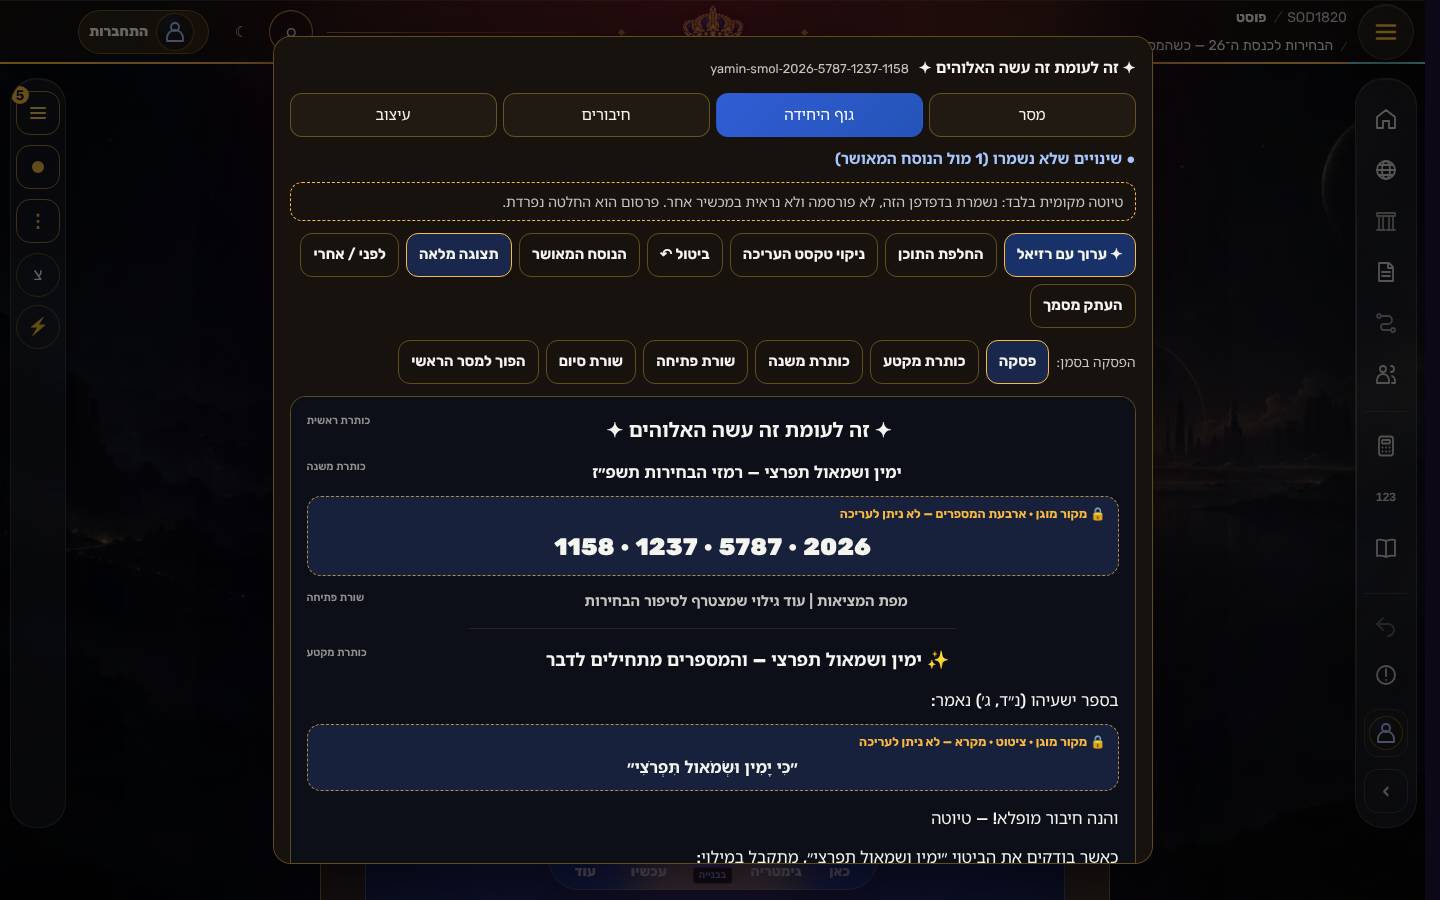 SOD1820 / פוסט
/ הבחירות לכנסת ה־26 — כשהמס
התחברות
✦ זה לעומת זה עשה האלוהים ✦ yamin-smol-2026-5787-1237-1158
מסר
גוף היחידה
חיבורים
עיצוב
● שינויים שלא נשמרו (1 מול הנוסח המאושר)
טיוטה מקומית בלבד: נשמרת בדפדפן הזה, לא פורסמה ולא נראית במכשיר אחר. פרסום הוא החלטה נפרדת.
✦ ערוך עם רזיאל
החלפת התוכן
ניקוי טקסט העריכה
ביטול ↶
הנוסח המאושר
תצוגה מלאה
לפני / אחרי
העתק מסמך
הפסקה בסמן:
פסקה
כותרת מקטע
כותרת משנה
שורת פתיחה
שורת סיום
הפוך למסר הראשי
✦ זה לעומת זה עשה האלוהים ✦
כותרת ראשית
ימין ושמאול תפרצי — רמזי הבחירות תשפ״ז
כותרת משנה
🔒 מקור מוגן • ארבעת המספרים — לא ניתן לעריכה
1158 • 1237 • 5787 • 2026
מפת המציאות | עוד גילוי שמצטרף לסיפור הבחירות
שורת פתיחה
✨ ימין ושמאול תפרצי — והמספרים מתחילים לדבר
כותרת מקטע
בספר ישעיהו (נ״ד, ג׳) נאמר:
🔒 מקור מוגן • ציטוט • מקרא — לא ניתן לעריכה
״כִּי יָמִין וּשְׂמֹאול תִּפְרֹצִי״
והנה חיבור מופלא! — טיוטה
כאשר בודקים את הביטוי ״ימין ושמאול תפרצי״, מתקבל במילוי:
כאן
גימטריה
בבנייה
עכשיו
עוד
5
צ
123